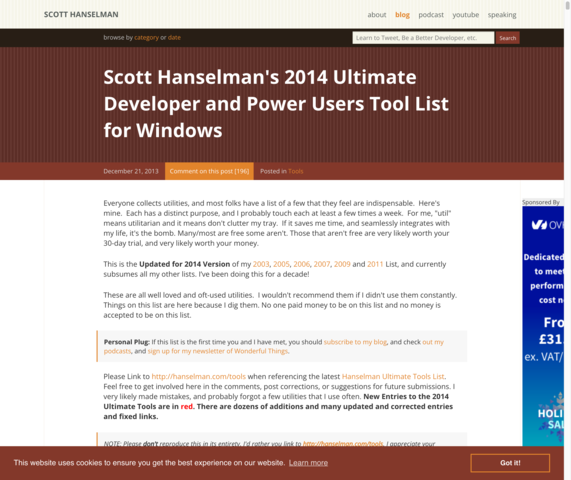 SCOTT HANSELMAN
about blog podcast youtube speaking
browse by category or date
Learn to Tweet, Be a Better Developer, etc.
Search
Scott Hanselman's 2014 Ultimate
Developer and Power Users Tool List
for Windows
December 21, 2013
Comment on this post [196]
Posted in Tools
Everyone collects utilities, and most folks have a list of a few that they feel are indispensable. Here's
mine. Each has a distinct purpose, and I probably touch each at least a few times a week. For me, "util"
means utilitarian and it means don't clutter my tray. If it saves me time, and seamlessly integrates with
my life, it's the bomb. Many/most are free some aren't. Those that aren't free are very likely worth your
30-day trial, and very likely worth your money.
This is the Updated for 2014 Version of my 2003, 2005, 2006, 2007, 2009 and 2011 List, and currently
subsumes all my other lists. I've been doing this for a decade!
These are all well loved and oft-used utilities. I wouldn't recommend them if I didn't use them constantly.
Things on this list are here because I dig them. No one paid money to be on this list and no money is
accepted to be on this list.
Personal Plug: If this list is the first time you and I have met, you should subscribe to my blog, and check out my
podcasts, and sign up for my newsletter of Wonderful Things.
Please Link to http://hanselman.com/tools when referencing the latest Hanselman Ultimate Tools List.
Feel free to get involved here in the comments, post corrections, or suggestions for future submissions. I
very likely made mistakes, and probably forgot a few utilities that I use often. New Entries to the 2014
Ultimate Tools are in red. There are dozens of additions and many updated and corrected entries
and fixed links.
NOTE: Please don't reproduce this in its entirety, I'd rather you link to http://hanselman.com/tools. I appreciate your
Sponsored By
OV
Dedicated
to mee
perform
cost n
Fro
£31
ex. VAT/
HOLI
SAL
This website uses cookies to ensure you get the best experience on our website. Learn more
Got it!